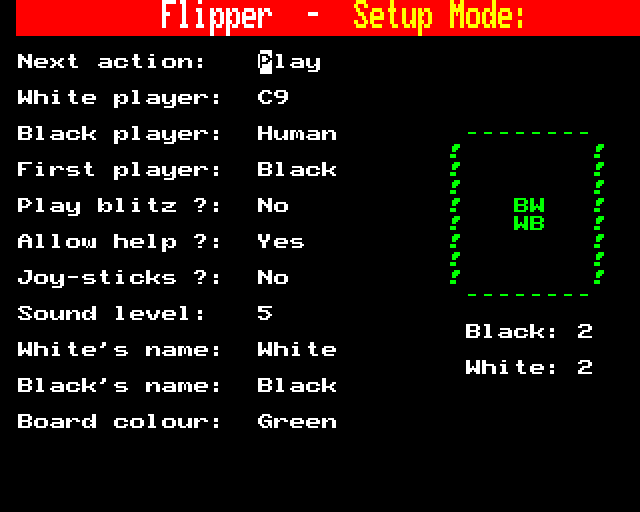 Flipper - Setup Mode:
Next action: Play
White player: C9
Black player: Human
First player: Black
Play blitz ?: No
Allow help ?: Yes
Joy-sticks ?: No
Sound level: 5
White's name: White
Black's name: Black
Board colour: Green
--------
BW
WB
--------
Black: 2
White: 2